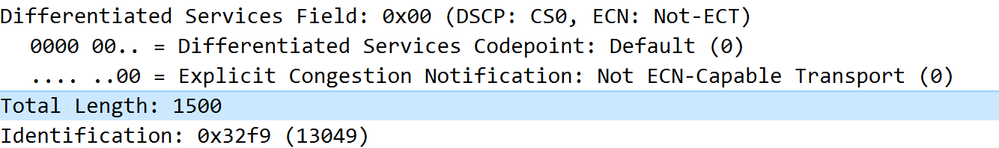 Differentiated Services Field: 0x00 (DSCP: CS0, ECN: Not-ECT)
0000 00.. = Differentiated Services Codepoint: Default (0)
.... ..00 = Explicit Congestion Notification: Not ECN-Capable Transport (0)
Total Length: 1500
Identification: 0x32f9 (13049)